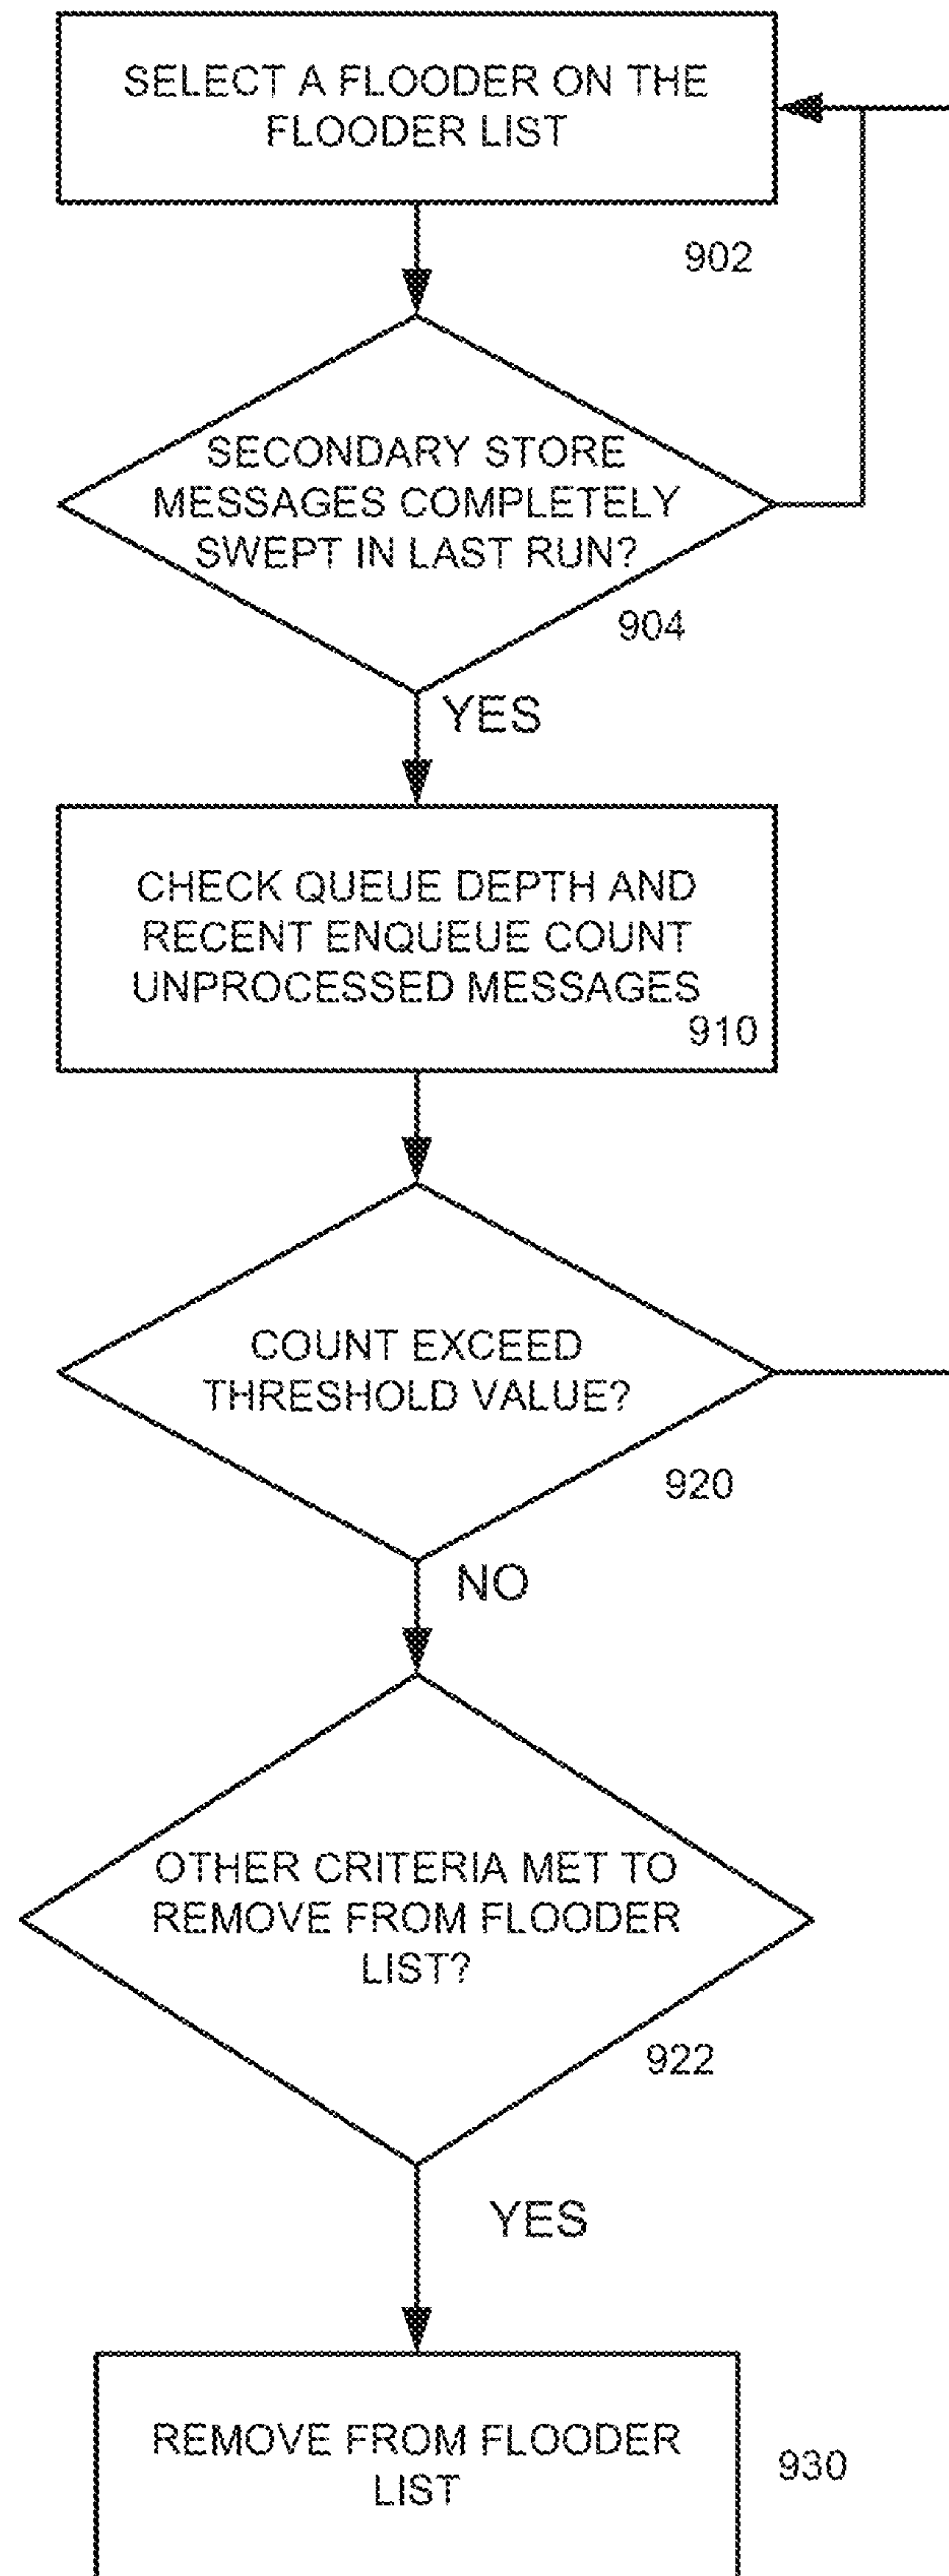 SELECT A FLOODER ON THE
FLOODER LIST
902
SECONDARY STORE
MESSAGES COMPLETELY
SWEPT IN LAST RUN?
904
YES
CHECK QUEUE DEPTH AND
RECENT ENQUEUE COUNT
UNPROCESSED MESSAGES
910
COUNT EXCEED
THRESHOLD VALUE?
920
NO
OTHER CRITERIA MET TO
REMOVE FROM FLOODER
LIST?
922
YES
REMOVE FROM FLOODER
LIST
930